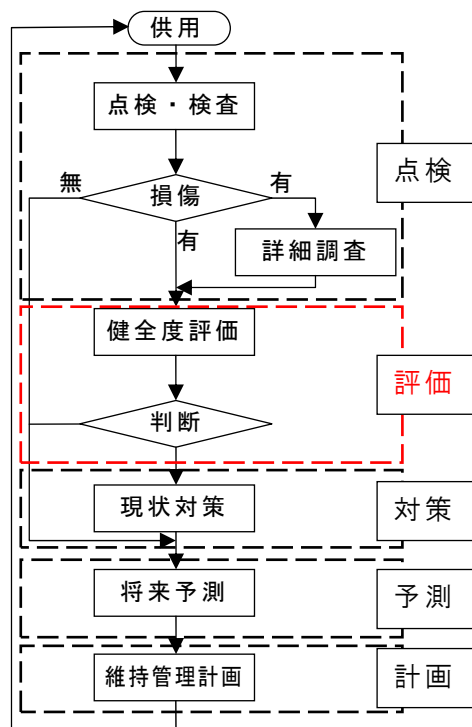 供用
点検・検査
点検
無
損傷
有
有
詳細調査
健全度評価
評価
判断
現状対策
対策
将来予測
予測
維持管理計画
計画